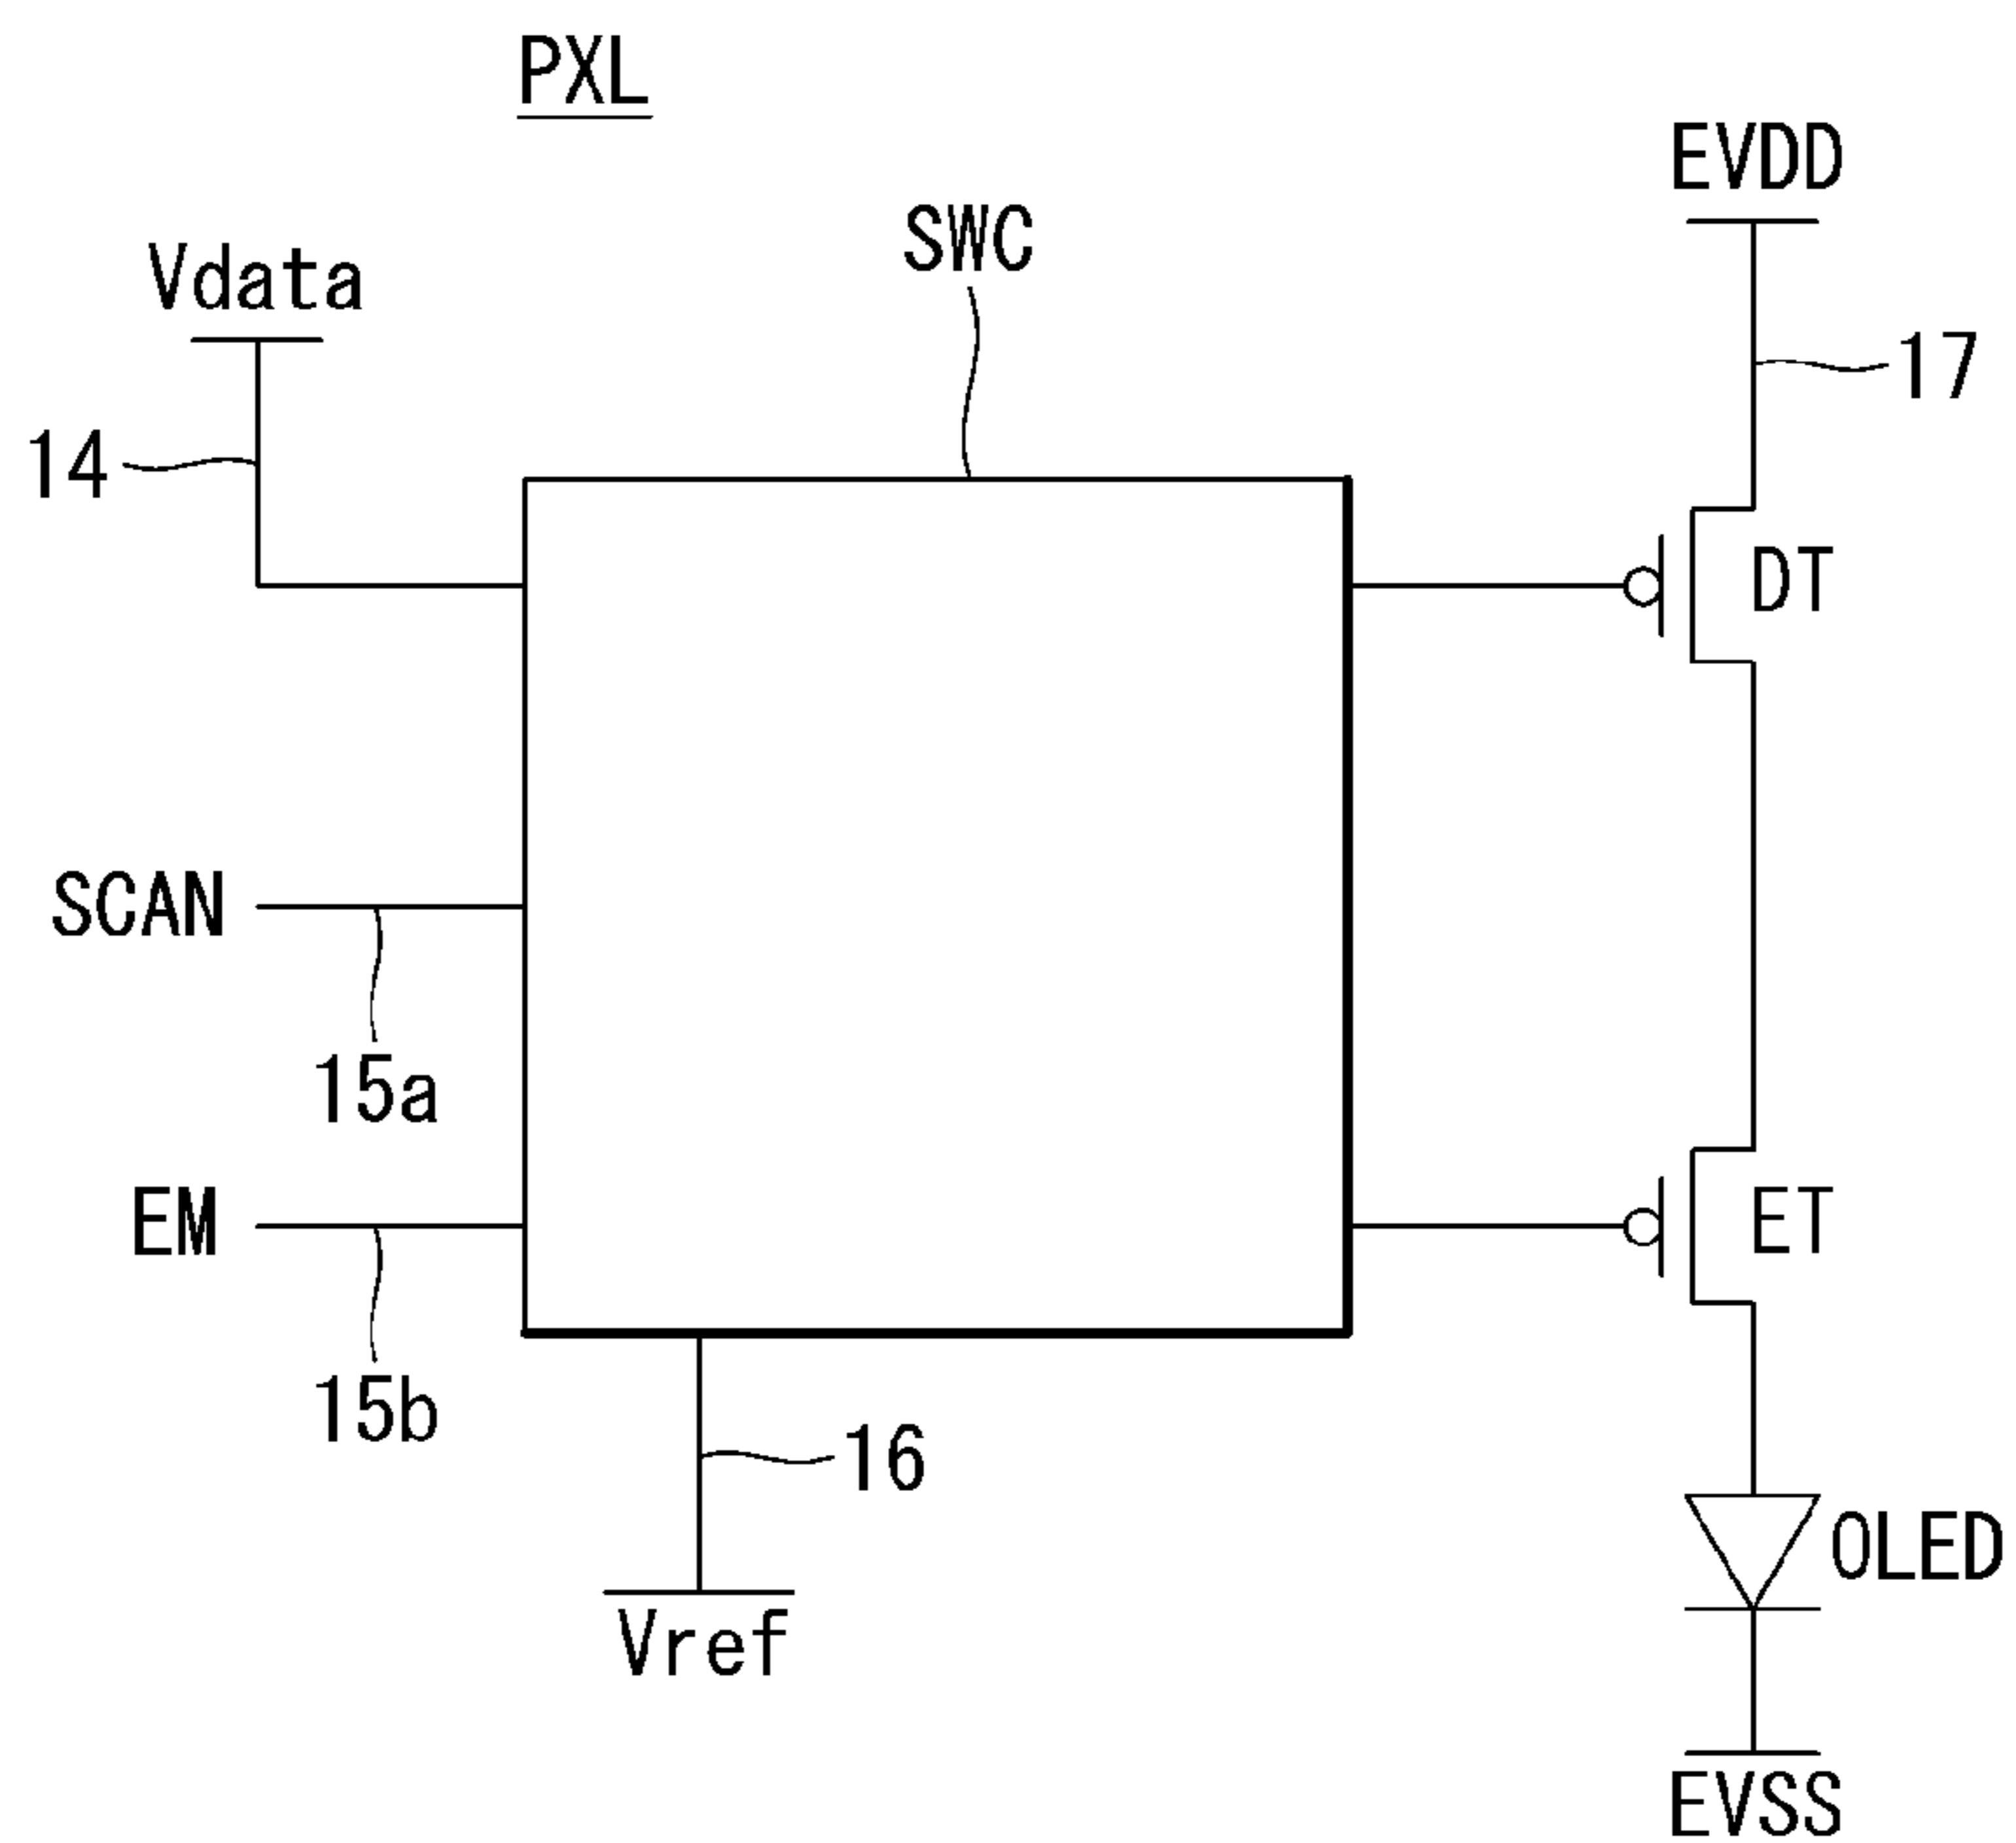 PXL
EVDD
SWC
Vdata
17
14
DT
SCAN
15a
EM
ET
15b
16
OLED
Vref
EVSS